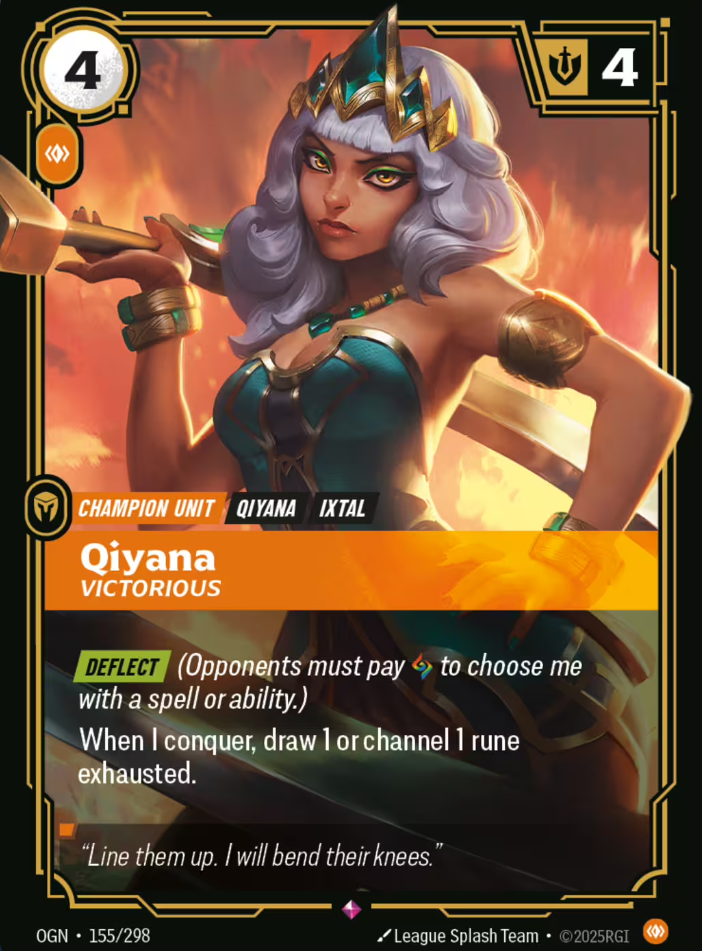 4
4
CHAMPION UNIT QIYANA IXTAL
Qiyana
VICTORIOUS
DEFLECT (Opponents must pay to choose me
with a spell or ability.)
When I conquer, draw 1 or channel 1 rune
exhausted.
“Line them up. I will bend their knees.”
OGN • 155/298 League Splash Team • ©2025RGI